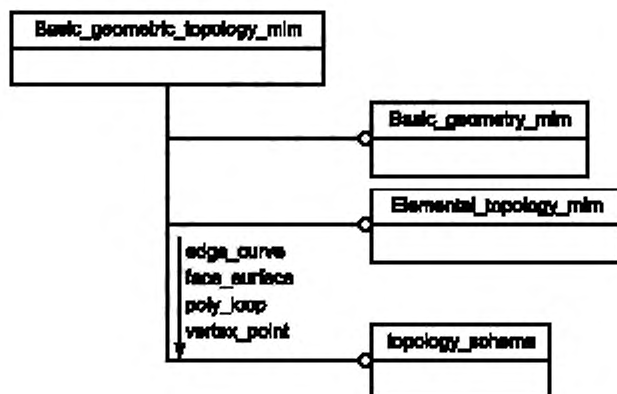 Basic_geometric_topology_mim
Basic_geometry_mim
Elemental_topology_mim
edge_curve
face_surface
poly_loop
vertex_point
topology_schema